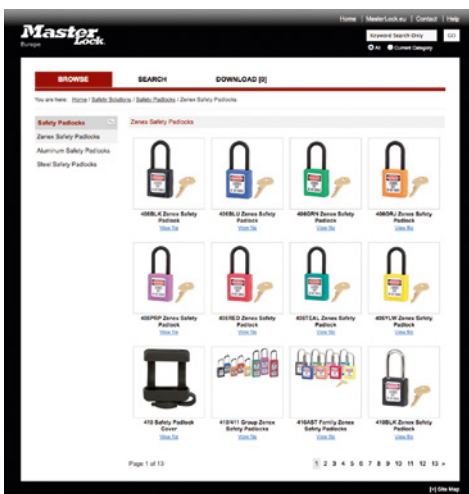 Home | MasterLock.eu | Contact | Help
Master Lock
Europe
Keyword Search Only GO
All Current Category
BROWSE SEARCH DOWNLOAD [0]
You are here: Home / Safety Solutions / Safety Padlocks / Zenex Safety Padlocks
Safety Padlocks
Zenex Safety Padlocks
Aluminum Safety Padlocks
Steel Safety Padlocks
Zenex Safety Padlocks
406BLK Zenex Safety Padlock
View file
406BLU Zenex Safety Padlock
View file
406GRN Zenex Safety Padlock
View file
406ORJ Zenex Safety Padlock
View file
406PRP Zenex Safety Padlock
View file
406RED Zenex Safety Padlock
View file
406TEAL Zenex Safety Padlock
View file
406YLW Zenex Safety Padlock
View file
410 Safety Padlock Cover
View file
410/411 Group Zenex Safety Padlocks
View file
410AST Family Zenex Safety Padlocks
View file
410BLK Zenex Safety Padlock
View file
Page 1 of 13
1 2 3 4 5 6 7 8 9 10 11 12 13 »
[+] Site Map